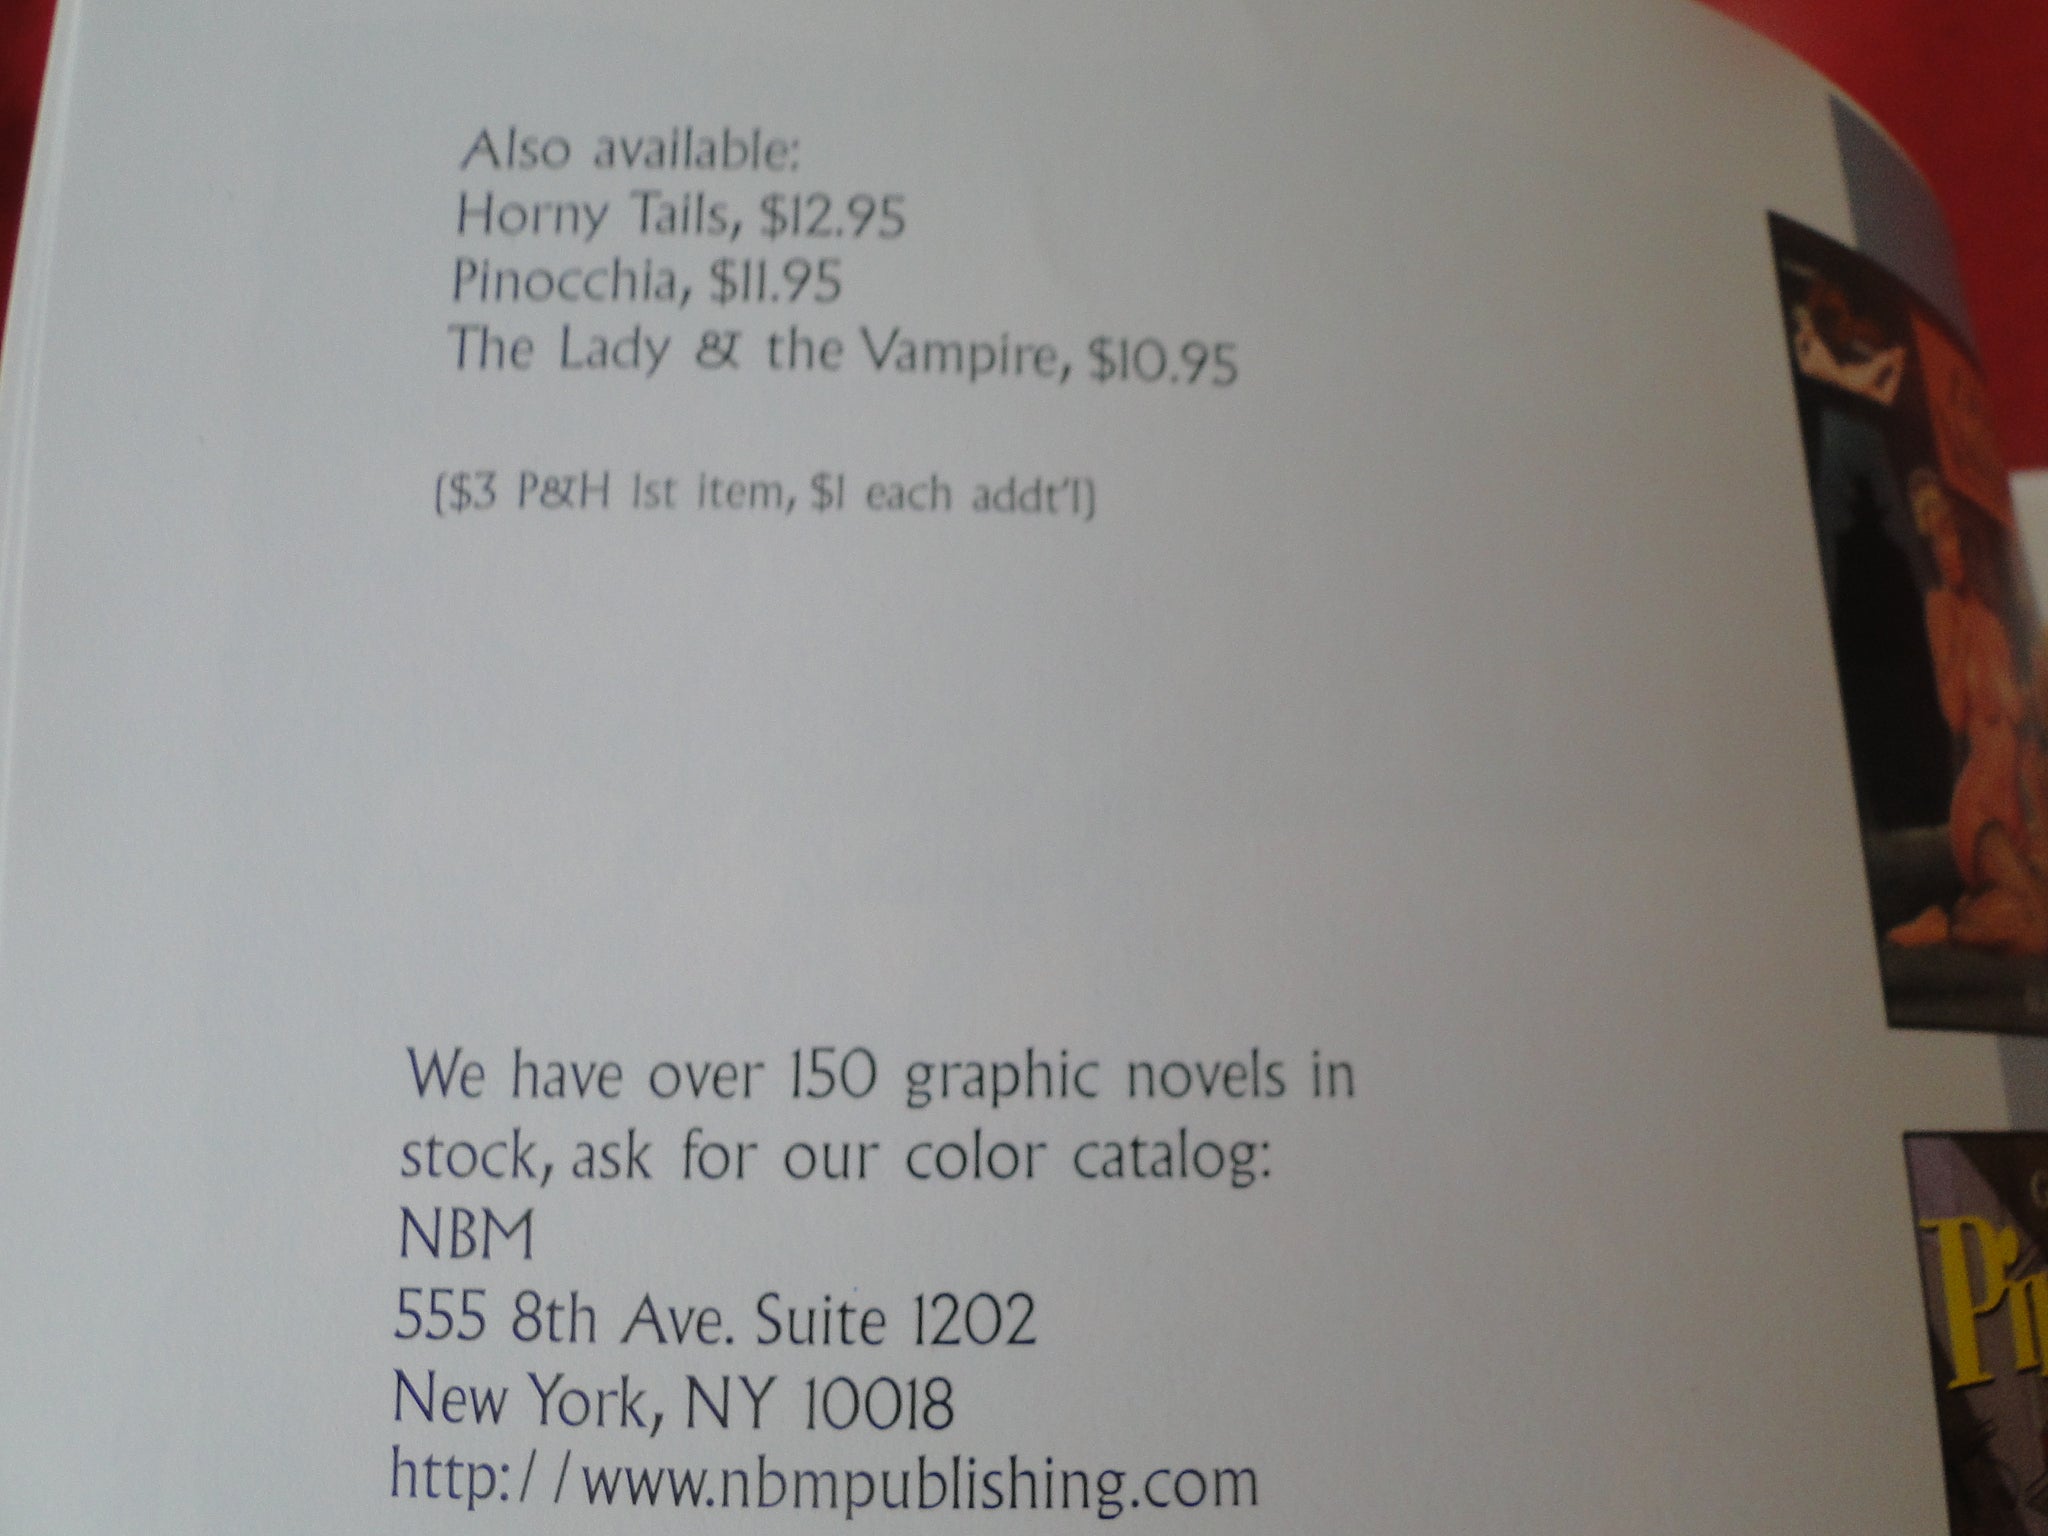 Also available:
Horny Tails, $12.95
Pinocchia, $11.95
The Lady & the Vampire, $10.95
($3 P&H 1st item, $1 each addt'l)
We have over 150 graphic novels in
stock, ask for our color catalog:
NBM
555 8th Ave. Suite 1202
New York, NY 10018
http://www.nbmpublishing.com